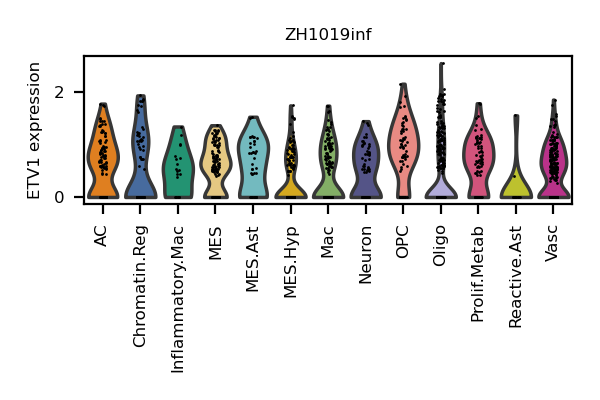 ZH1019inf
ETV1 expression
2
0
AC
Chromatin.Reg
Inflammatory.Mac
MES
MES.Ast
MES.Hyp
Mac
Neuron
OPC
Oligo
Prolif.Metab
Reactive.Ast
Vasc